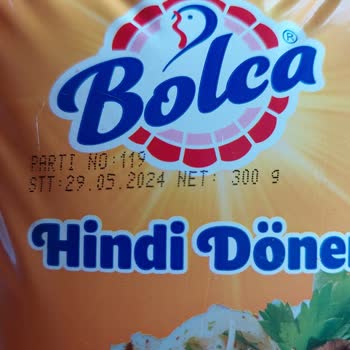 Bolca
®
PARTI NO:119
STT:29.05.2024 NET: 300 g
Hindi Döner